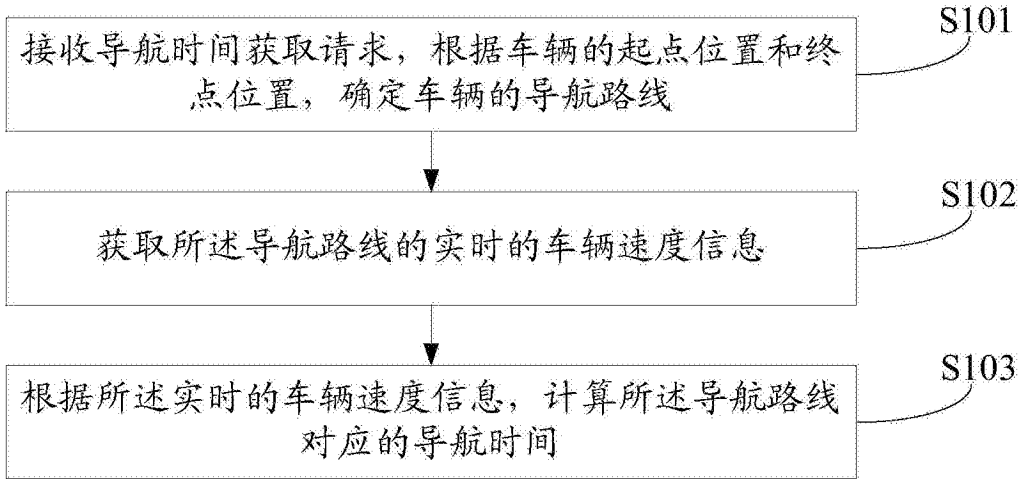 接收导航时间获取请求，根据车辆的起点位置和终
点位置，确定车辆的导航路线
S101
获取所述导航路线的实时的车辆速度信息
S102
根据所述实时的车辆速度信息，计算所述导航路线
对应的导航时间
S103